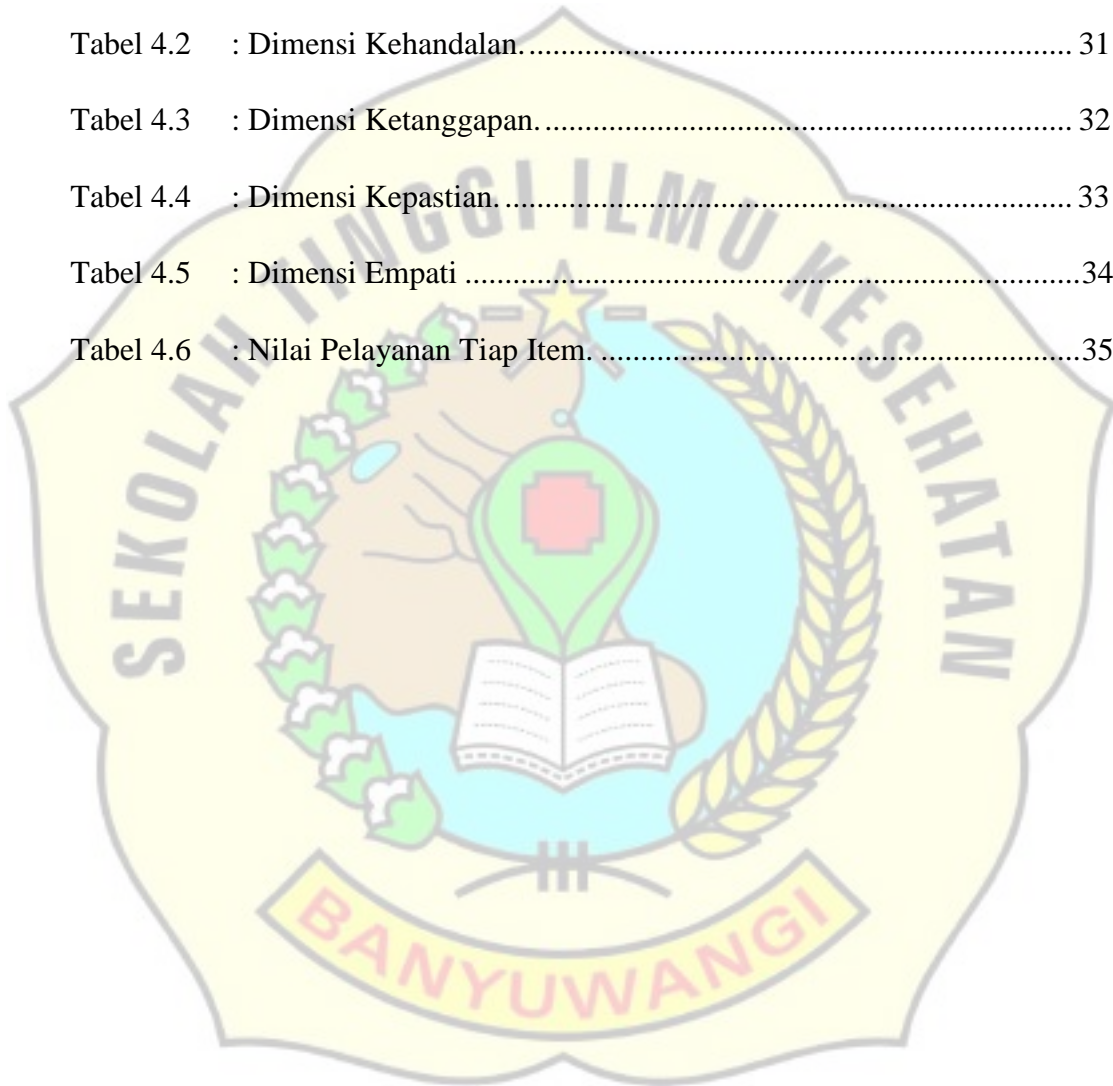 Tabel 4.2 : Dimensi Kehandalan. ............................................................ 31
Tabel 4.3 : Dimensi Ketanggapan. ............................................................ 32
Tabel 4.4 : Dimensi Kepastian. ............................................................ 33
Tabel 4.5 : Dimensi Empati ............................................................34
Tabel 4.6 : Nilai Pelayanan Tiap Item. ............................................................35
SEKOLAH TINGGI ILMU KESEHATAN
BANYUWANGI